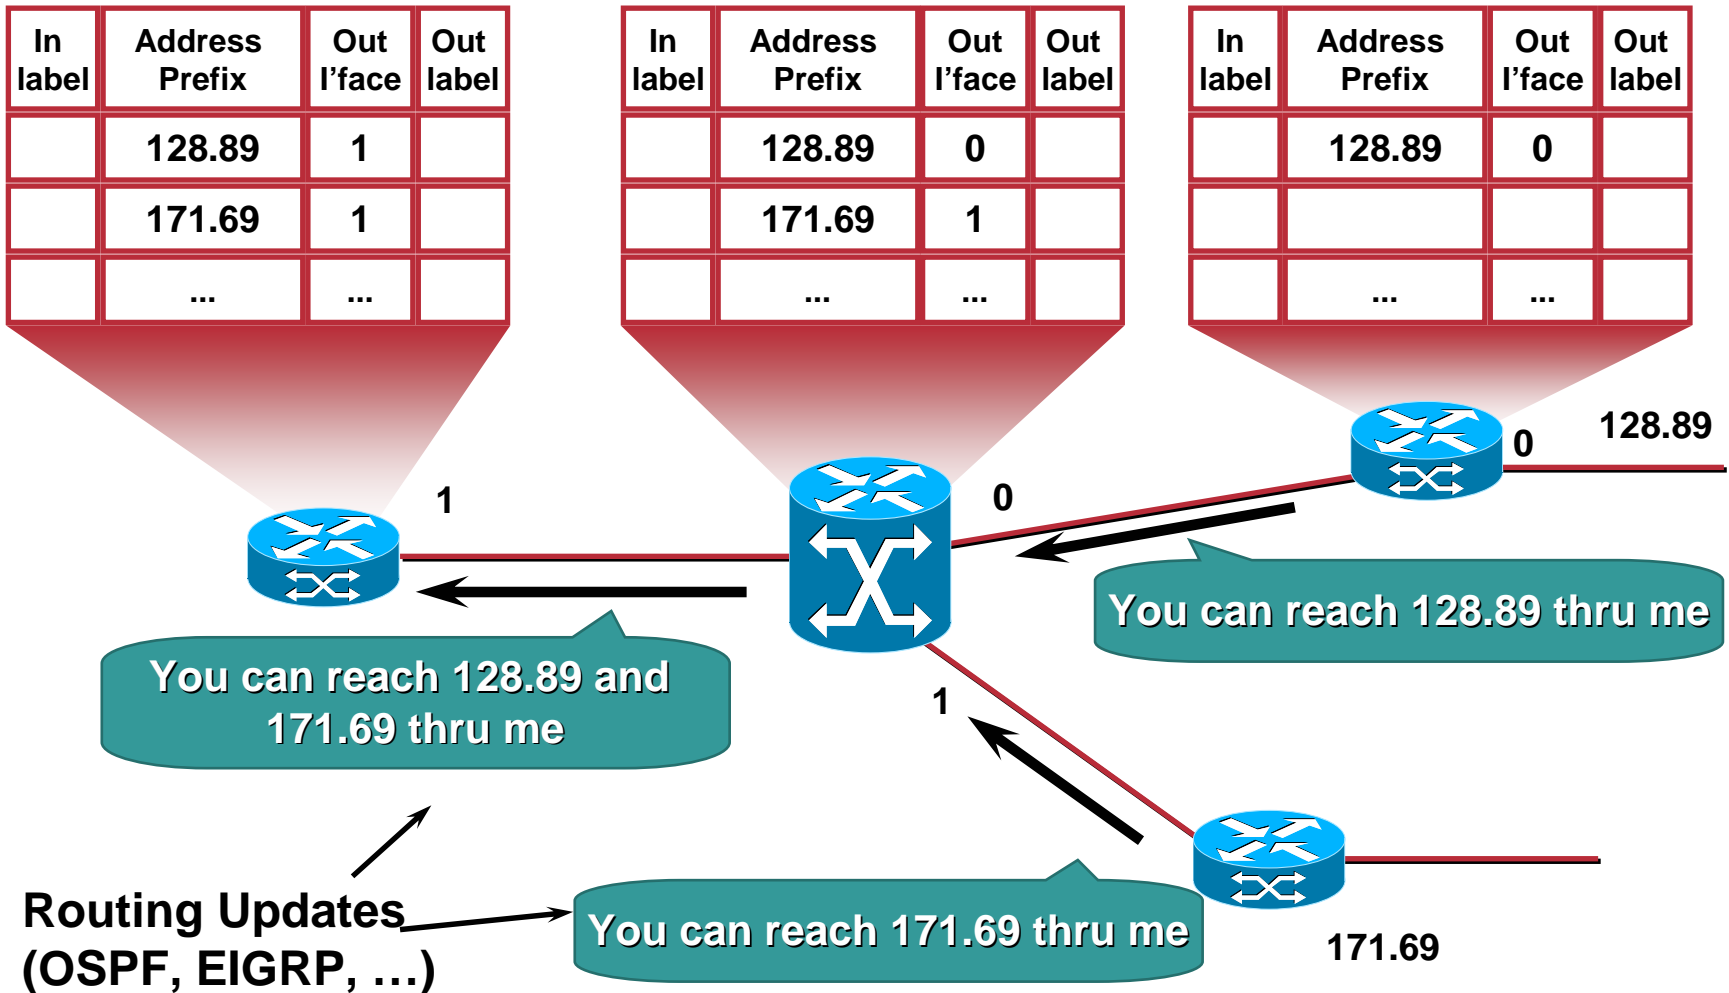 In label Address Prefix Out I'face Out label
128.89 1
171.69 1
... ...
In label Address Prefix Out I'face Out label
128.89 0
171.69 1
... ...
In label Address Prefix Out I'face Out label
128.89 0
... ...
1
0
0
128.89
You can reach 128.89 thru me
You can reach 128.89 and
171.69 thru me
1
Routing Updates
(OSPF, EIGRP, …)
You can reach 171.69 thru me
171.69